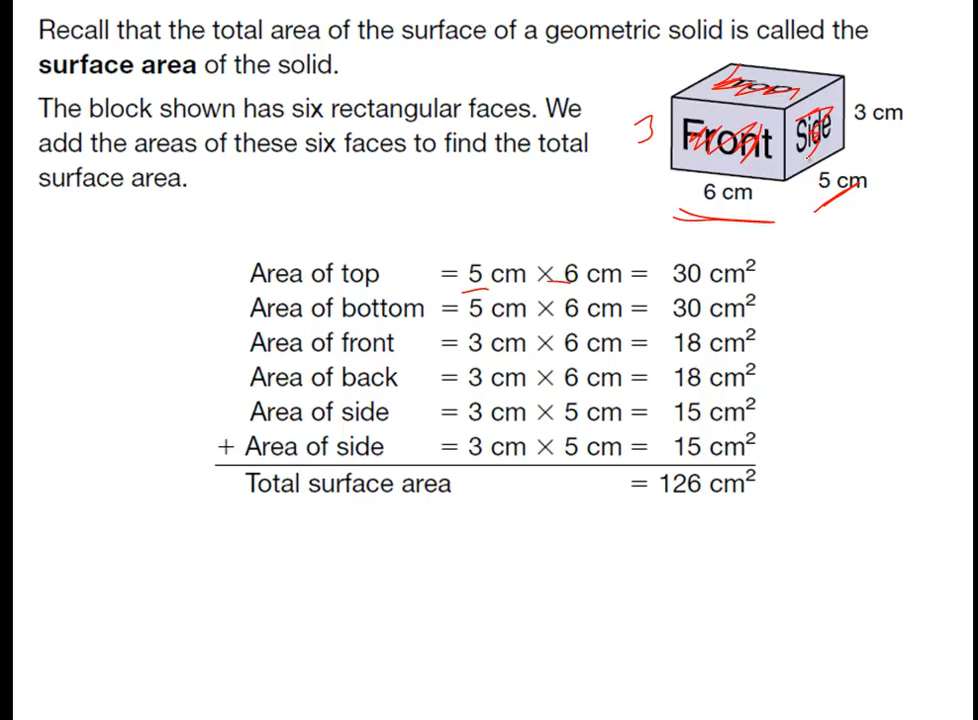 Recall that the total area of the surface of a geometric solid is called the
surface area of the solid.
The block shown has six rectangular faces. We
add the areas of these six faces to find the total
surface area.
Top
3
Front
Side
3 cm
5 cm
6 cm
Area of top = 5 cm × 6 cm = 30 cm²
Area of bottom = 5 cm × 6 cm = 30 cm²
Area of front = 3 cm × 6 cm = 18 cm²
Area of back = 3 cm × 6 cm = 18 cm²
Area of side = 3 cm × 5 cm = 15 cm²
+ Area of side = 3 cm × 5 cm = 15 cm²
Total surface area = 126 cm²